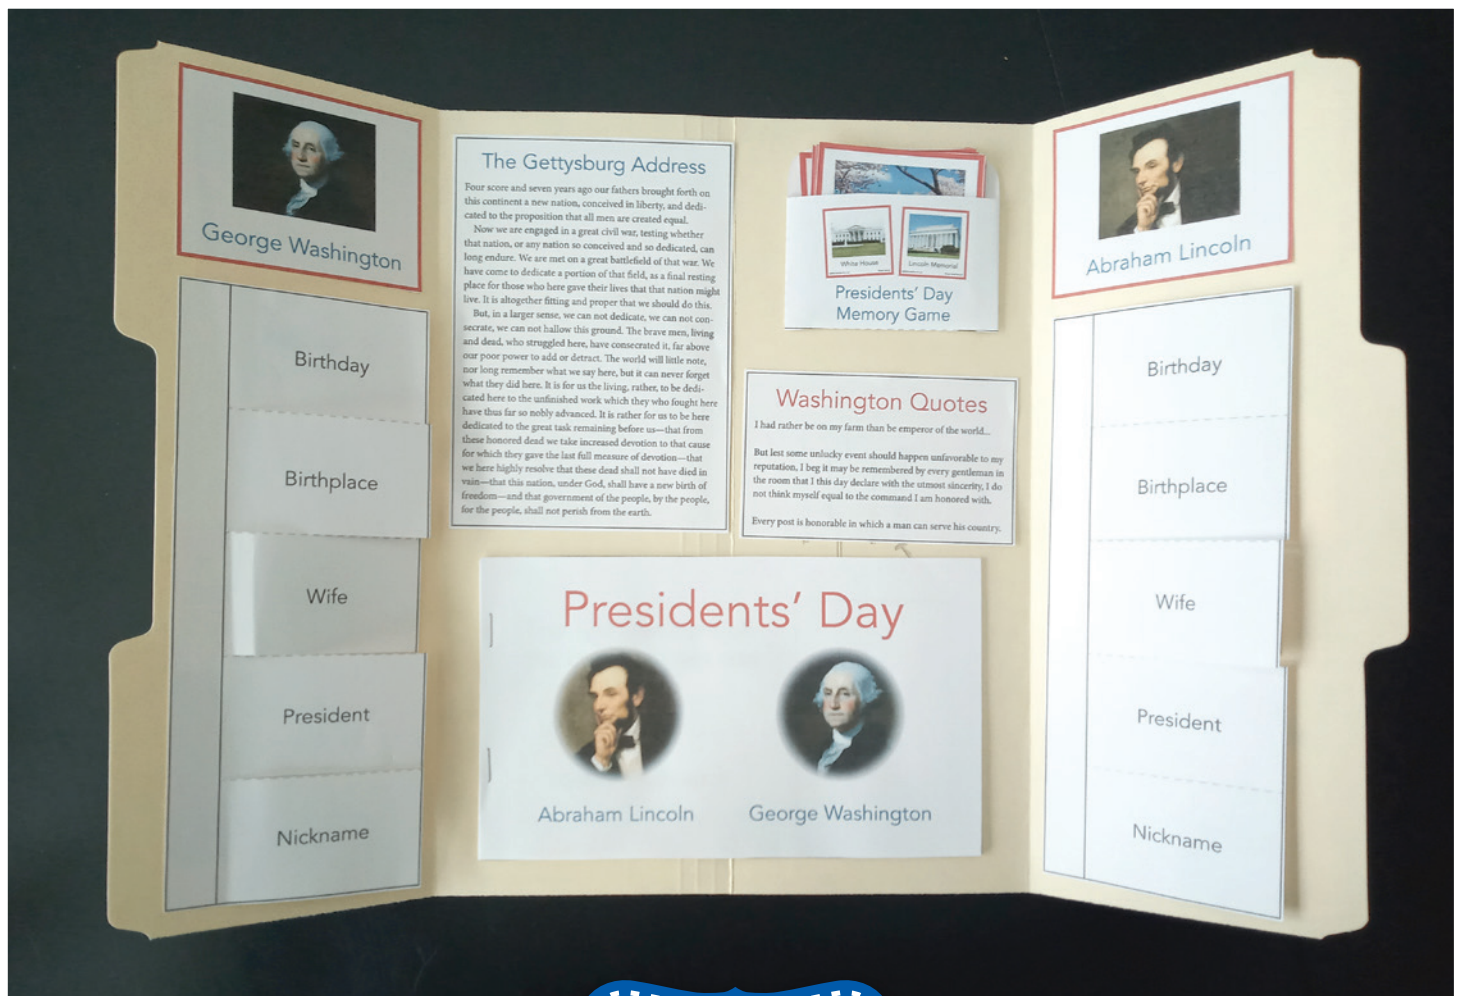 George Washington
Birthday
Birthplace
Wife
President
Nickname
The Gettysburg Address
Four score and seven years ago our fathers brought forth on
this continent a new nation, conceived in liberty, and dedi-
cated to the proposition that all men are created equal.
Now we are engaged in a great civil war, testing whether
that nation, or any nation so conceived and so dedicated, can
long endure. We are met on a great battlefield of that war. We
have come to dedicate a portion of that field, as a final resting
place for those who here gave their lives that that nation might
live. It is altogether fitting and proper that we should do this.
But, in a larger sense, we can not dedicate, we can not con-
secrate, we can not hallow this ground. The brave men, living
and dead, who struggled here, have consecrated it, far above
our poor power to add or detract. The world will little note,
nor long remember what we say here, but it can never forget
what they did here. It is for us the living, rather, to be dedi-
cated here to the unfinished work which they who fought here
have thus far so nobly advanced. It is rather for us to be here
dedicated to the great task remaining before us—that from
these honored dead we take increased devotion to that cause
for which they gave the last full measure of devotion—that
we here highly resolve that these dead shall not have died in
vain—that this nation, under God, shall have a new birth of
freedom—and that government of the people, by the people,
for the people, shall not perish from the earth.
White House
Lincoln Memorial
Presidents' Day
Memory Game
Washington Quotes
I had rather be on my farm than be emperor of the world...
But lest some unlucky event should happen unfavorable to my
reputation, I beg it may be remembered by every gentleman in
the room that I this day declare with the utmost sincerity, I do
not think myself equal to the command I am honored with.
Every post is honorable in which a man can serve his country.
Presidents' Day
Abraham Lincoln
George Washington
Abraham Lincoln
Birthday
Birthplace
Wife
President
Nickname